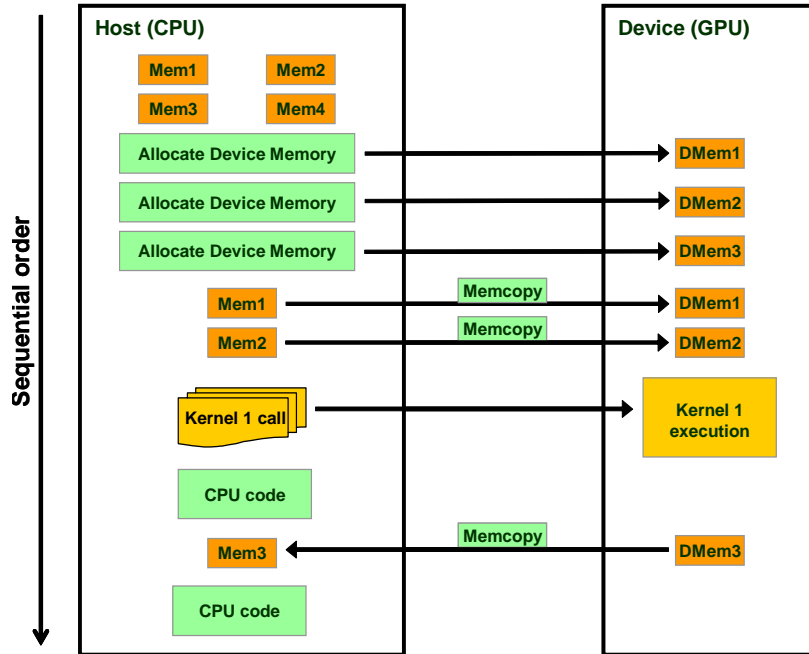 Host (CPU)
Device (GPU)
Mem1
Mem2
Mem3
Mem4
Allocate Device Memory
DMem1
Allocate Device Memory
DMem2
Allocate Device Memory
DMem3
Mem1
Memcopy
DMem1
Mem2
Memcopy
DMem2
Kernel 1 call
Kernel 1
execution
CPU code
Mem3
Memcopy
DMem3
CPU code
Sequential order